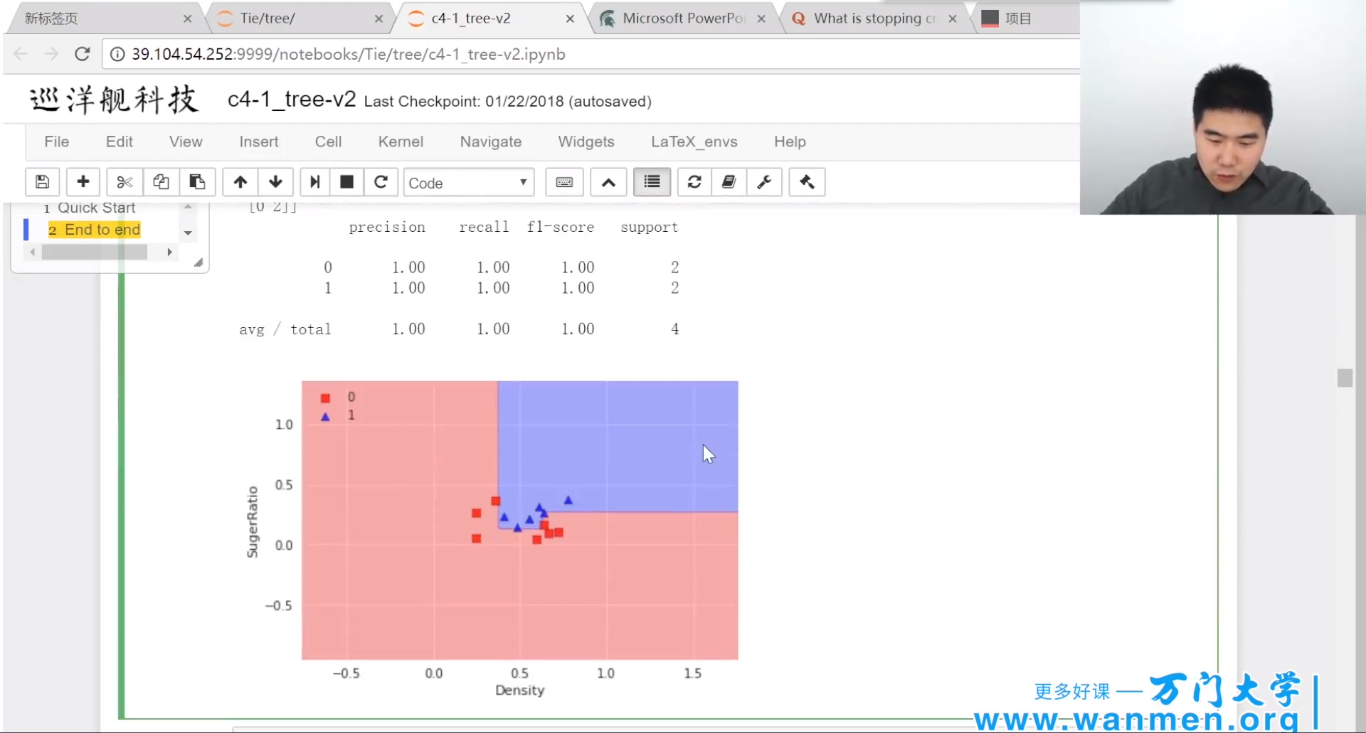 新标签页
Tie/tree/
c4-1_tree-v2
Microsoft PowerPoi
What is stopping cr
项目
39.104.54.252:9999/notebooks/Tie/tree/c4-1_tree-v2.ipynb
巡洋舰科技 c4-1_tree-v2 Last Checkpoint: 01/22/2018 (autosaved)
File Edit View Insert Cell Kernel Navigate Widgets LaTeX_envs Help
Code
1 Quick Start
2 End to end
[0 2]]
precision recall f1-score support
0 1.00 1.00 1.00 2
1 1.00 1.00 1.00 2
avg / total 1.00 1.00 1.00 4
0
1
1.0
0.5
0.0
−0.5
SugerRatio
−0.5 0.0 0.5 1.0 1.5
Density
更多好课 — 万门大学
www.wanmen.org